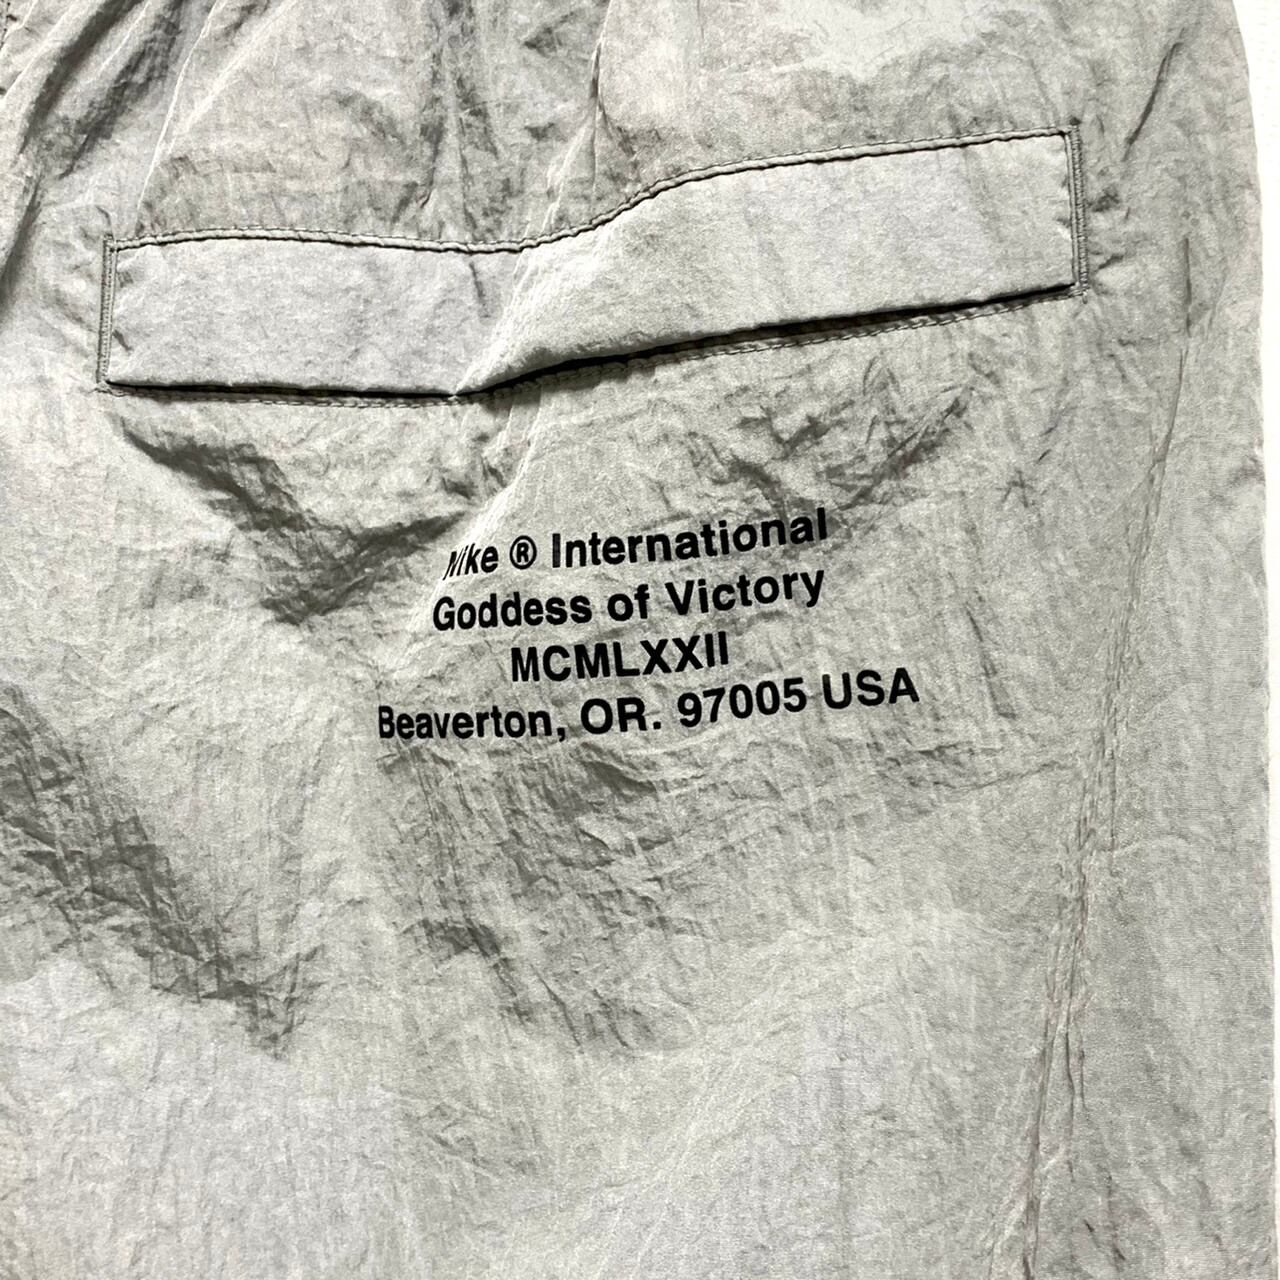 Nike ® International
Goddess of Victory
MCMLXXII
Beaverton, OR. 97005 USA